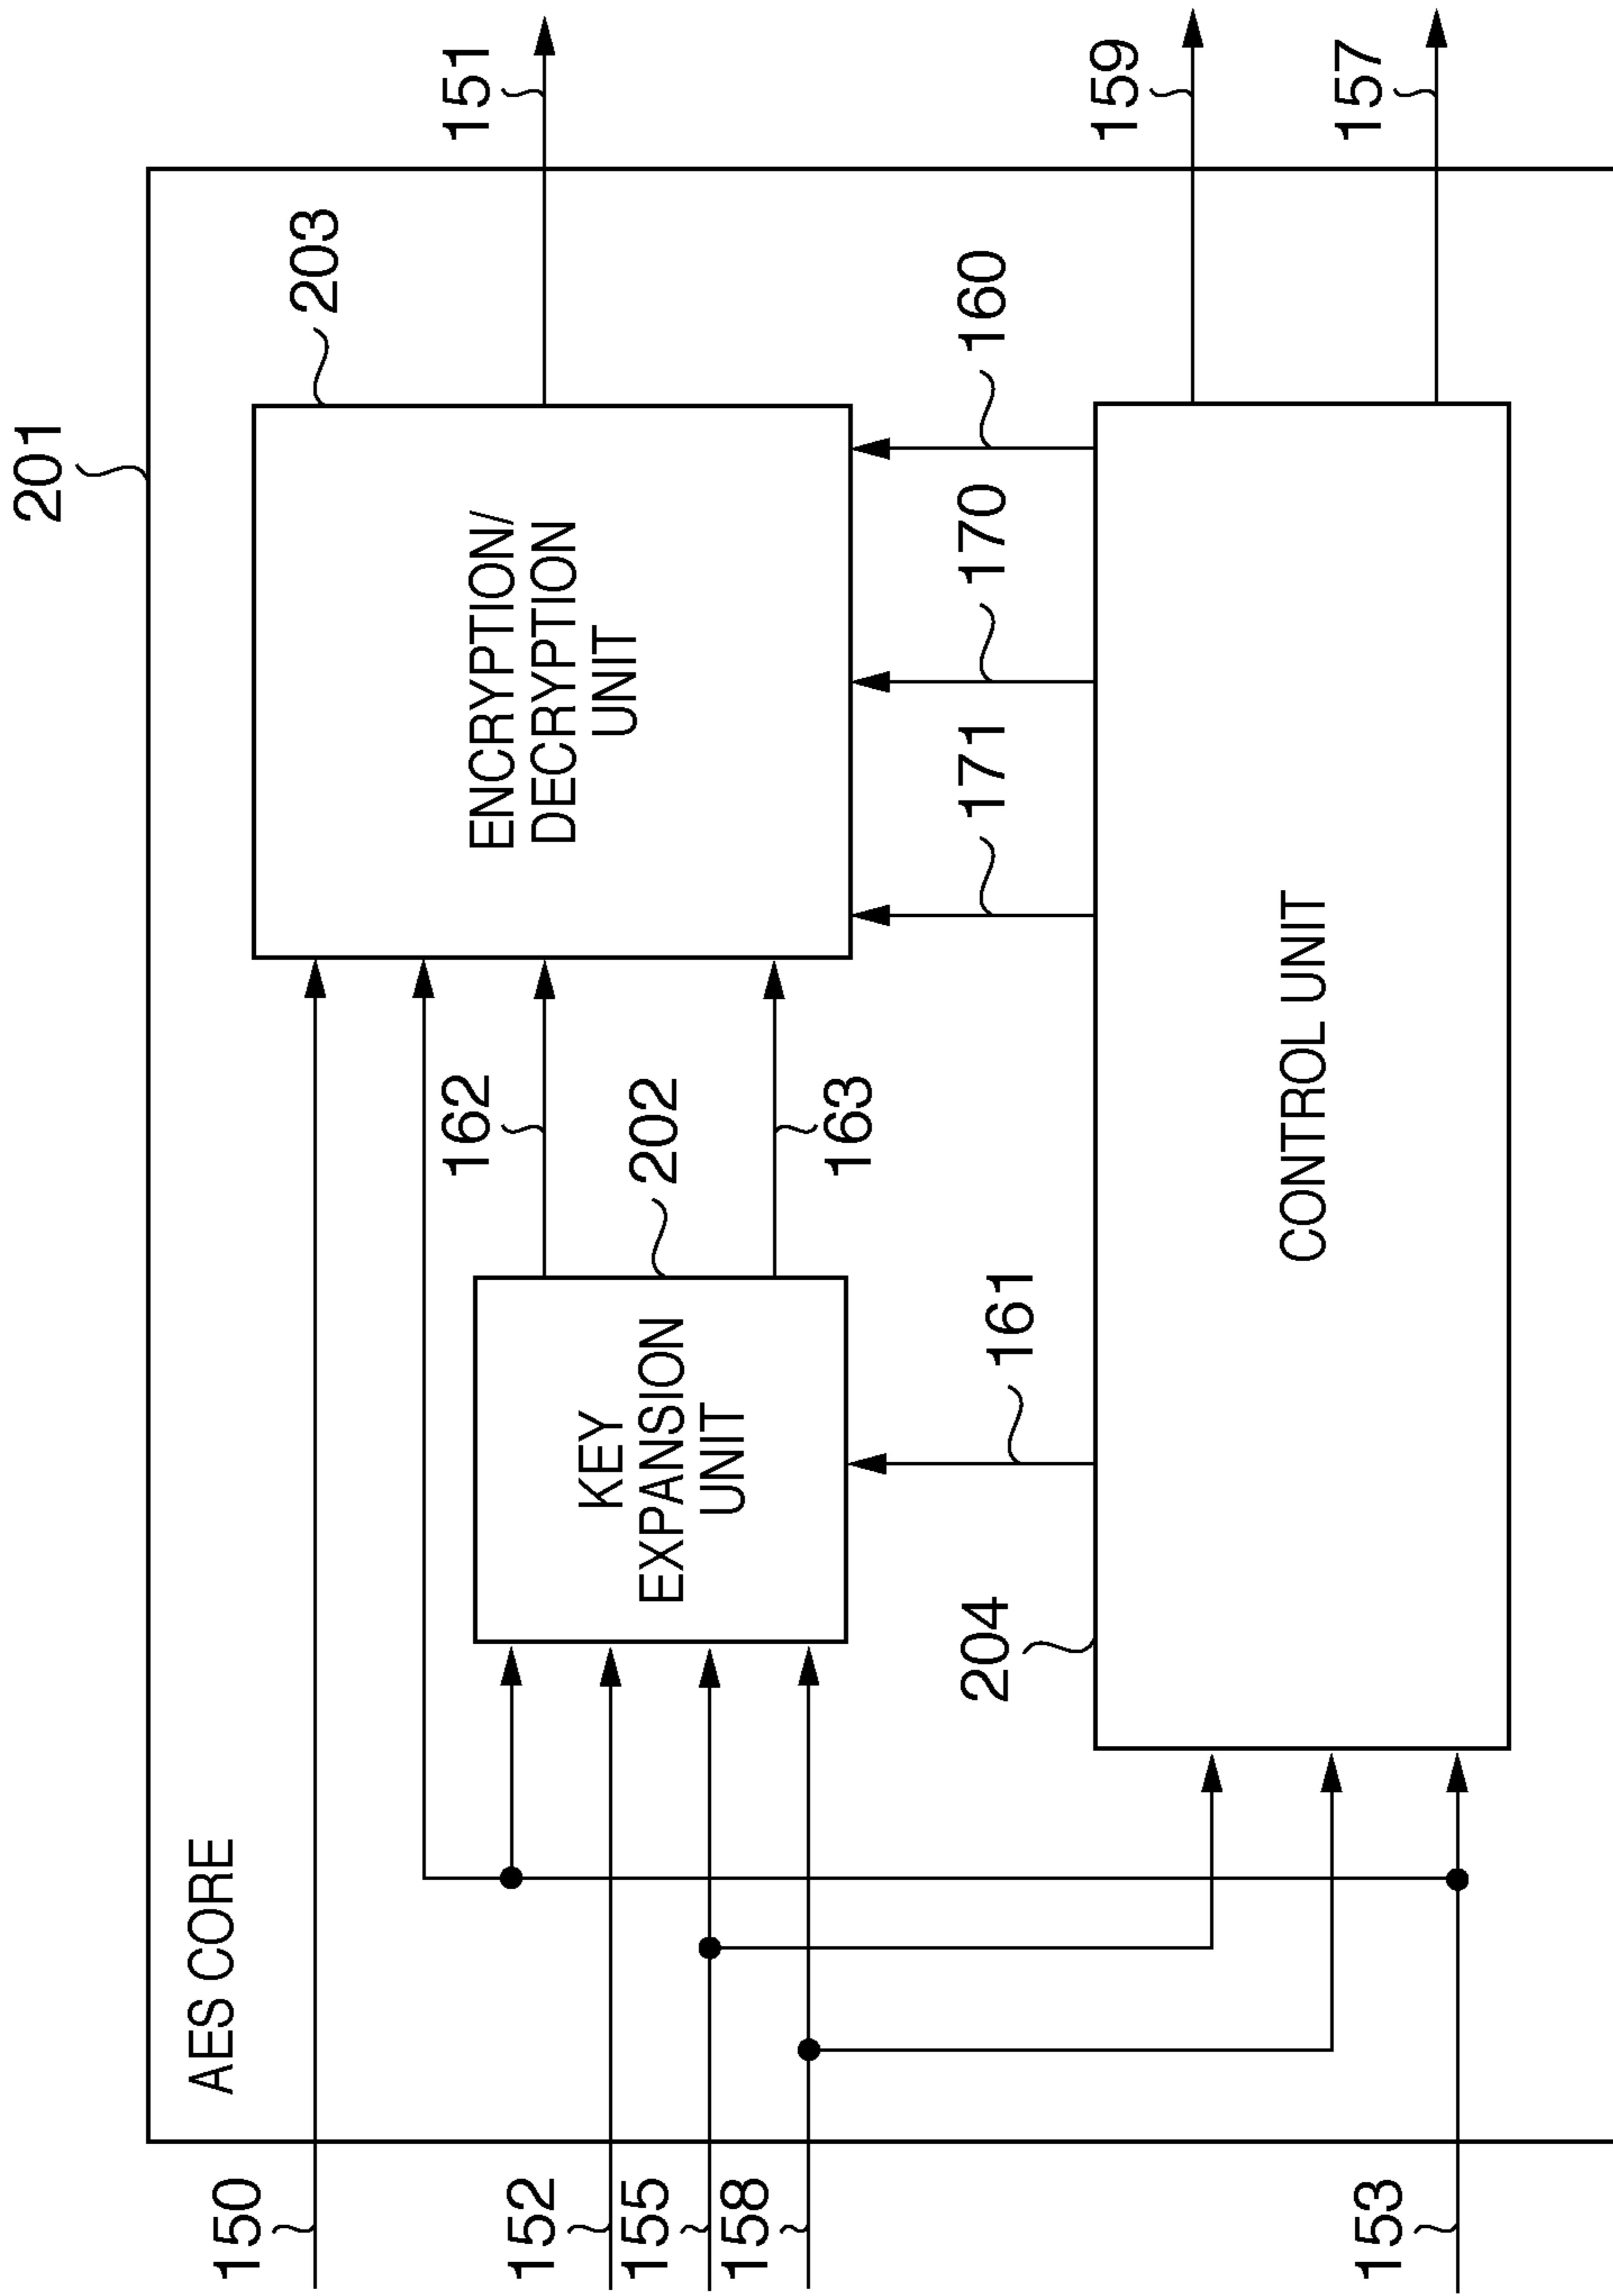 201
AES CORE
203
150
151
ENCRYPTION/
DECRYPTION
UNIT
162
152
KEY
EXPANSION
UNIT
202
155
158
163
161
171
170
160
204
159
CONTROL UNIT
153
157